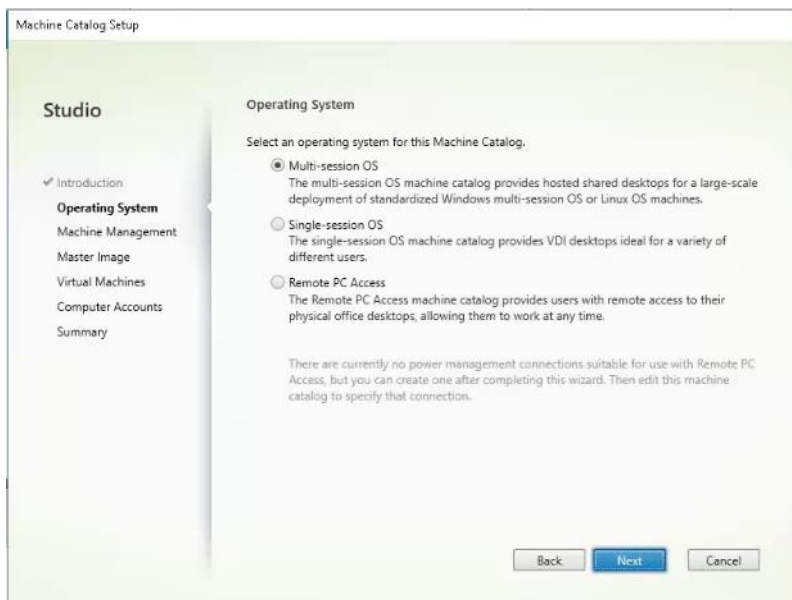 Machine Catalog Setup
Studio
Introduction
Operating System
Machine Management
Master Image
Virtual Machines
Computer Accounts
Summary
Operating System
Select an operating system for this Machine Catalog.
Multi-session OS
The multi-session OS machine catalog provides hosted shared desktops for a large-scale
deployment of standardized Windows multi-session OS or Linux OS machines.
Single-session OS
The single-session OS machine catalog provides VDI desktops ideal for a variety of
different users.
Remote PC Access
The Remote PC Access machine catalog provides users with remote access to their
physical office desktops, allowing them to work at any time.
There are currently no power management connections suitable for use with Remote PC
Access, but you can create one after completing this wizard. Then edit this machine
catalog to specify that connection.
Back
Next
Cancel